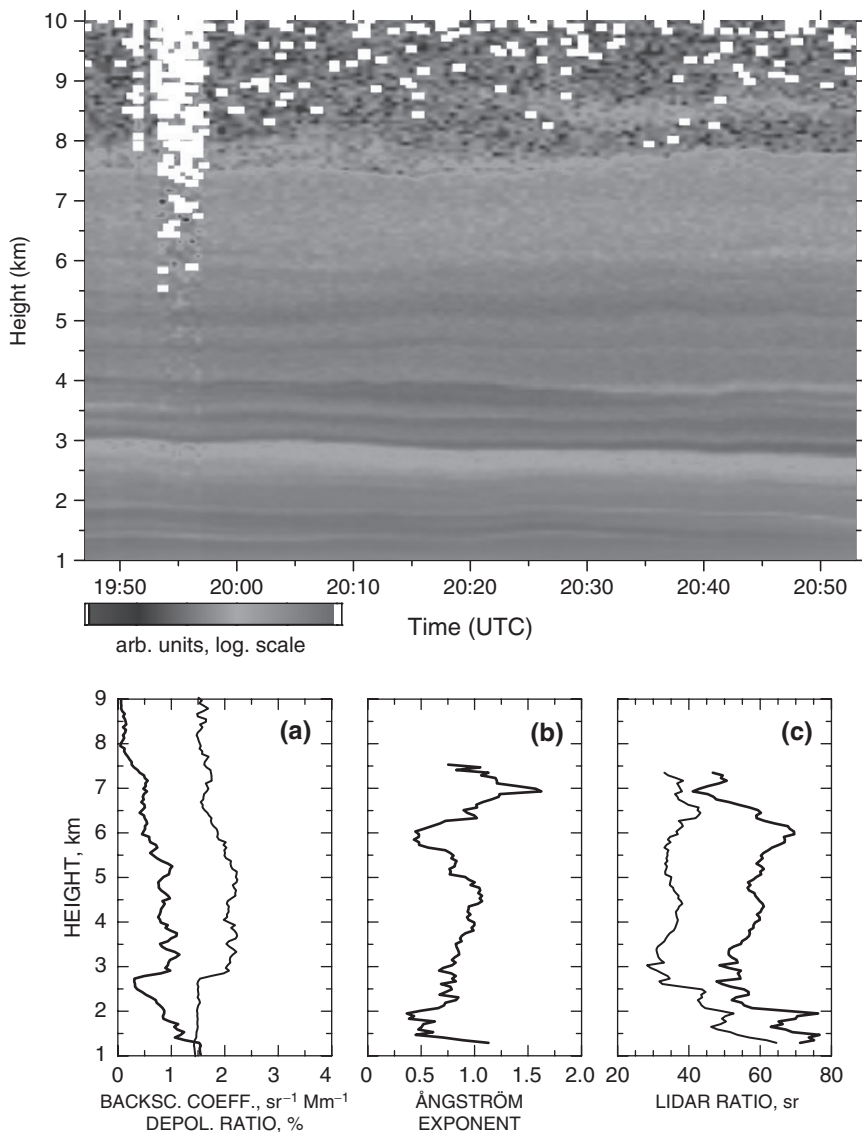 10
9
8
7
6
5
4
3
2
1
Height (km)
19:50 20:00 20:10 20:20 20:30 20:40 20:50
arb. units, log. scale
Time (UTC)
9
8
7
6
5
4
3
2
1
HEIGHT, km
(a) (b) (c)
0 1 2 3 4
0.0 0.5 1.0 1.5 2.0
20 40 60 80
BACKSC. COEFF., sr⁻¹ Mm⁻¹
DEPOL. RATIO, %
ÅNGSTRÖM
EXPONENT
LIDAR RATIO, sr